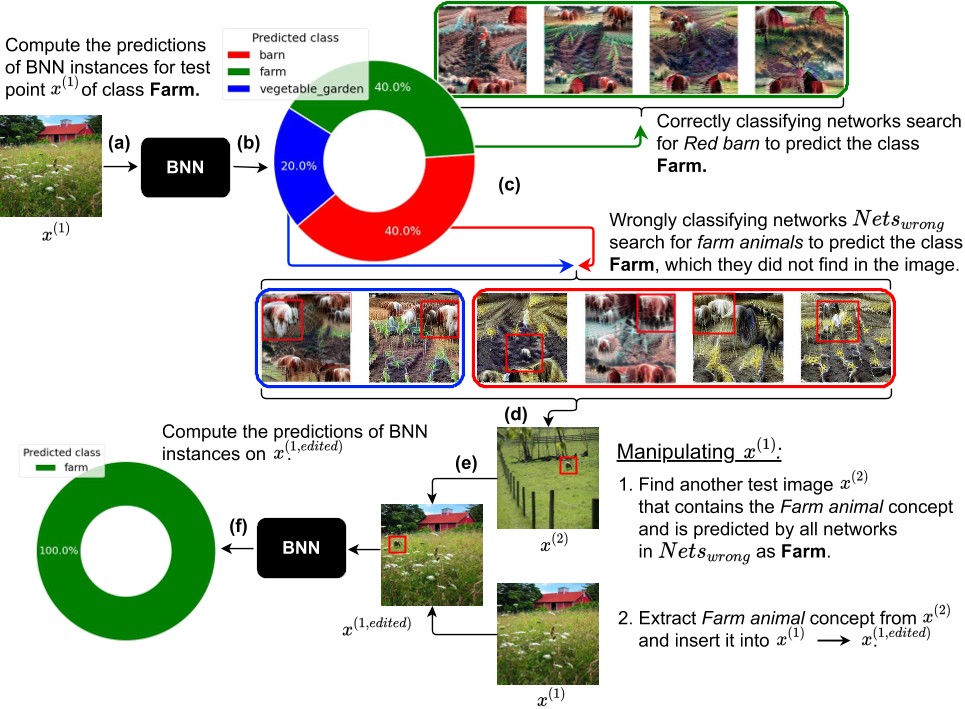 Compute the predictions
of BNN instances for test
point x^(1) of class Farm.
Predicted class
barn
farm
vegetable_garden
40.0%
20.0%
40.0%
(a)
BNN
(b)
x^(1)
(c)
Correctly classifying networks search
for Red barn to predict the class
Farm.
Wrongly classifying networks Nets_wrong
search for farm animals to predict the class
Farm, which they did not find in the image.
(d)
Compute the predictions of BNN
instances on x^(1,edited).
Predicted class
farm
100.0%
(f)
BNN
(e)
x^(1,edited)
x^(2)
x^(1)
Manipulating x^(1):
1. Find another test image x^(2)
that contains the Farm animal concept
and is predicted by all networks
in Nets_wrong as Farm.
2. Extract Farm animal concept from x^(2)
and insert it into x^(1) ⟶ x^(1,edited).